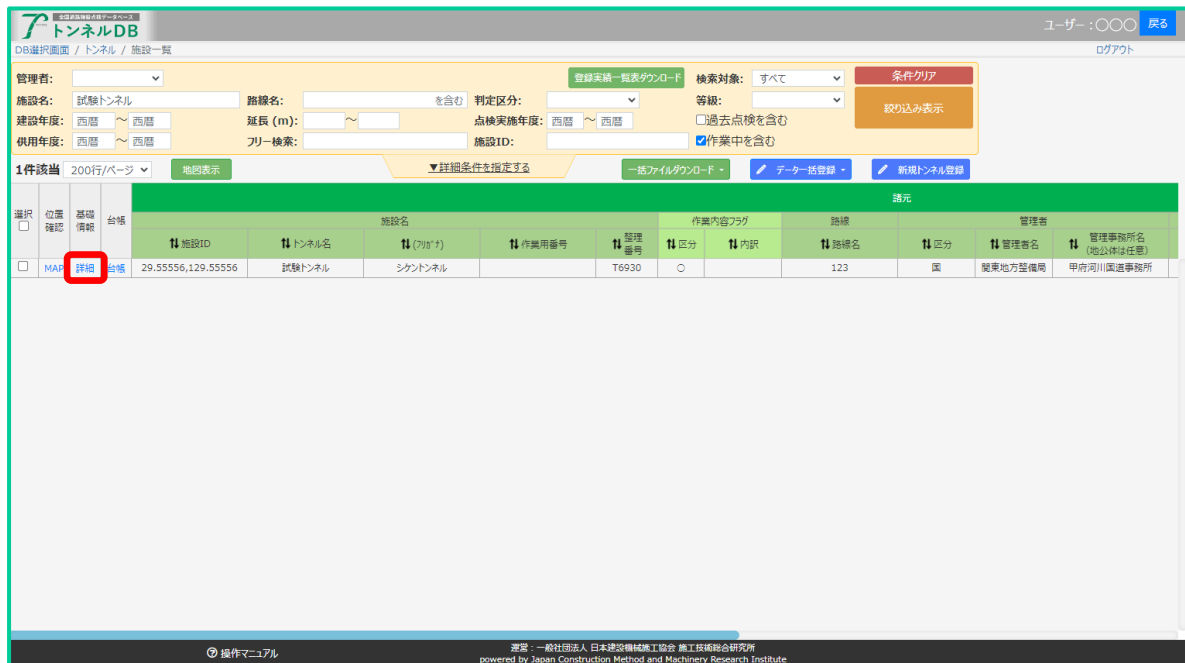 全国道路施設点検データベース
トンネルDB
ユーザー：○○○ 戻る
DB選択画面 / トンネル / 施設一覧 ログアウト
管理者: 登録実績一覧表ダウンロード 検索対象: すべて 条件クリア
施設名: 試験トンネル 路線名: を含む 判定区分: 等級: 絞り込み表示
建設年度: 西暦 ～ 西暦 延長 (m): ～ 点検実施年度: 西暦 ～ 西暦 過去点検を含む
供用年度: 西暦 ～ 西暦 フリー検索: 施設ID: 作業中を含む
1件該当 200行/ページ 地図表示 ▼詳細条件を指定する 一括ファイルダウンロード データ一括登録 新規トンネル登録
諸元
選択 位置確認 基礎情報 台帳 施設名 作業内容フラグ 路線 管理者
施設ID トンネル名 (フリガナ) 作業用番号 整理番号 区分 内訳 路線名 区分 管理者名 管理事務所名(地公体は任意)
MAP 詳細 台帳 29.55556,129.55556 試験トンネル シケントンネル T6930 ○ 123 国 関東地方整備局 甲府河川国道事務所
操作マニュアル
運営：一般社団法人 日本建設機械施工協会 施工技術総合研究所
powered by Japan Construction Method and Machinery Research Institute